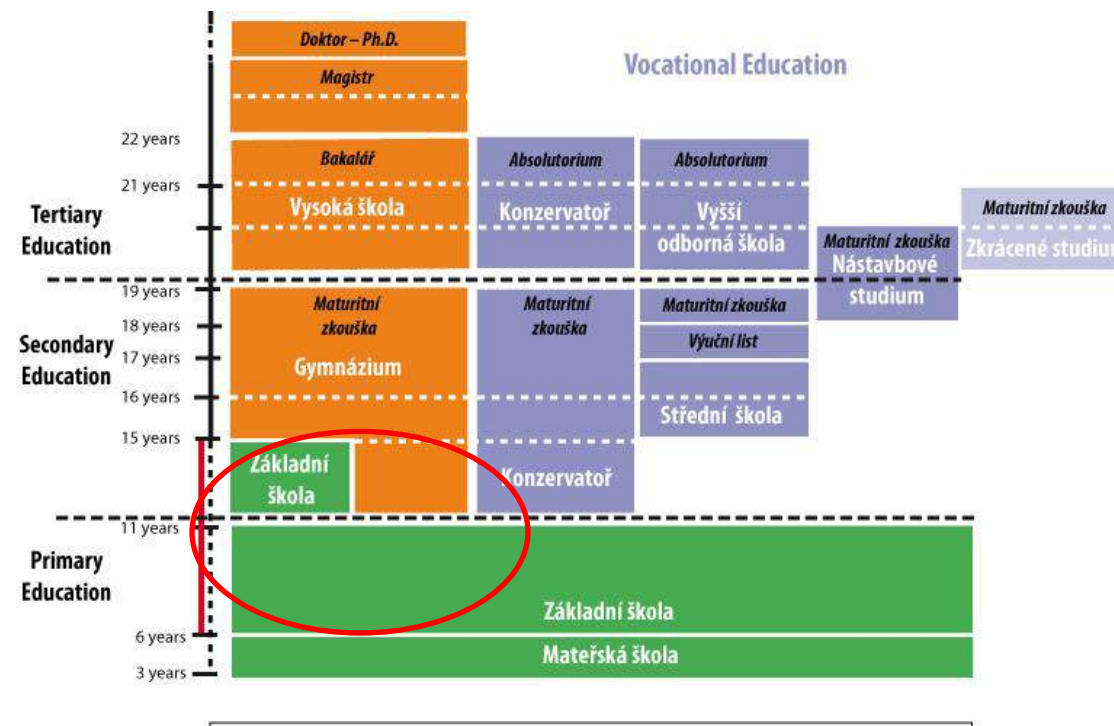 Doktor – Ph.D.
Vocational Education
Magistr
22 years
Bakalář
Absolutorium
Absolutorium
21 years
Vysoká škola
Konzervatoř
Vyšší
odborná škola
Tertiary
Education
Maturitní zkouška
Nástavbové
studium
Maturitní zkouška
Zkrácené studium
19 years
Maturitní
zkouška
Maturitní
zkouška
Maturitní zkouška
18 years
Výuční list
Secondary
Education
17 years
Gymnázium
16 years
Střední škola
15 years
Základní
škola
Konzervatoř
11 years
Primary
Education
Základní škola
6 years
Mateřská škola
3 years